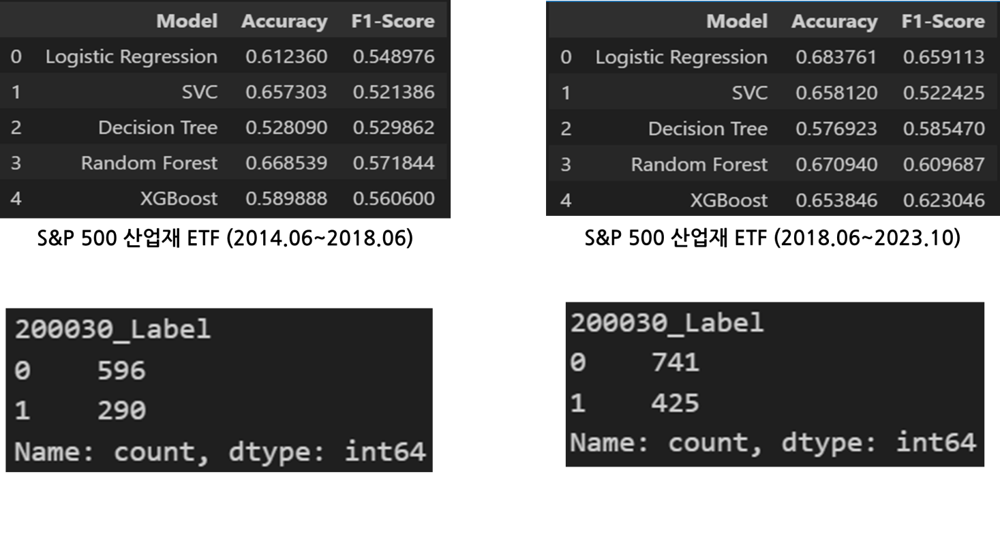 Model Accuracy F1-Score
0 Logistic Regression 0.612360 0.548976
1 SVC 0.657303 0.521386
2 Decision Tree 0.528090 0.529862
3 Random Forest 0.668539 0.571844
4 XGBoost 0.589888 0.560600
S&P 500 산업재 ETF (2014.06~2018.06)
Model Accuracy F1-Score
0 Logistic Regression 0.683761 0.659113
1 SVC 0.658120 0.522425
2 Decision Tree 0.576923 0.585470
3 Random Forest 0.670940 0.609687
4 XGBoost 0.653846 0.623046
S&P 500 산업재 ETF (2018.06~2023.10)
200030_Label
0 596
1 290
Name: count, dtype: int64
200030_Label
0 741
1 425
Name: count, dtype: int64